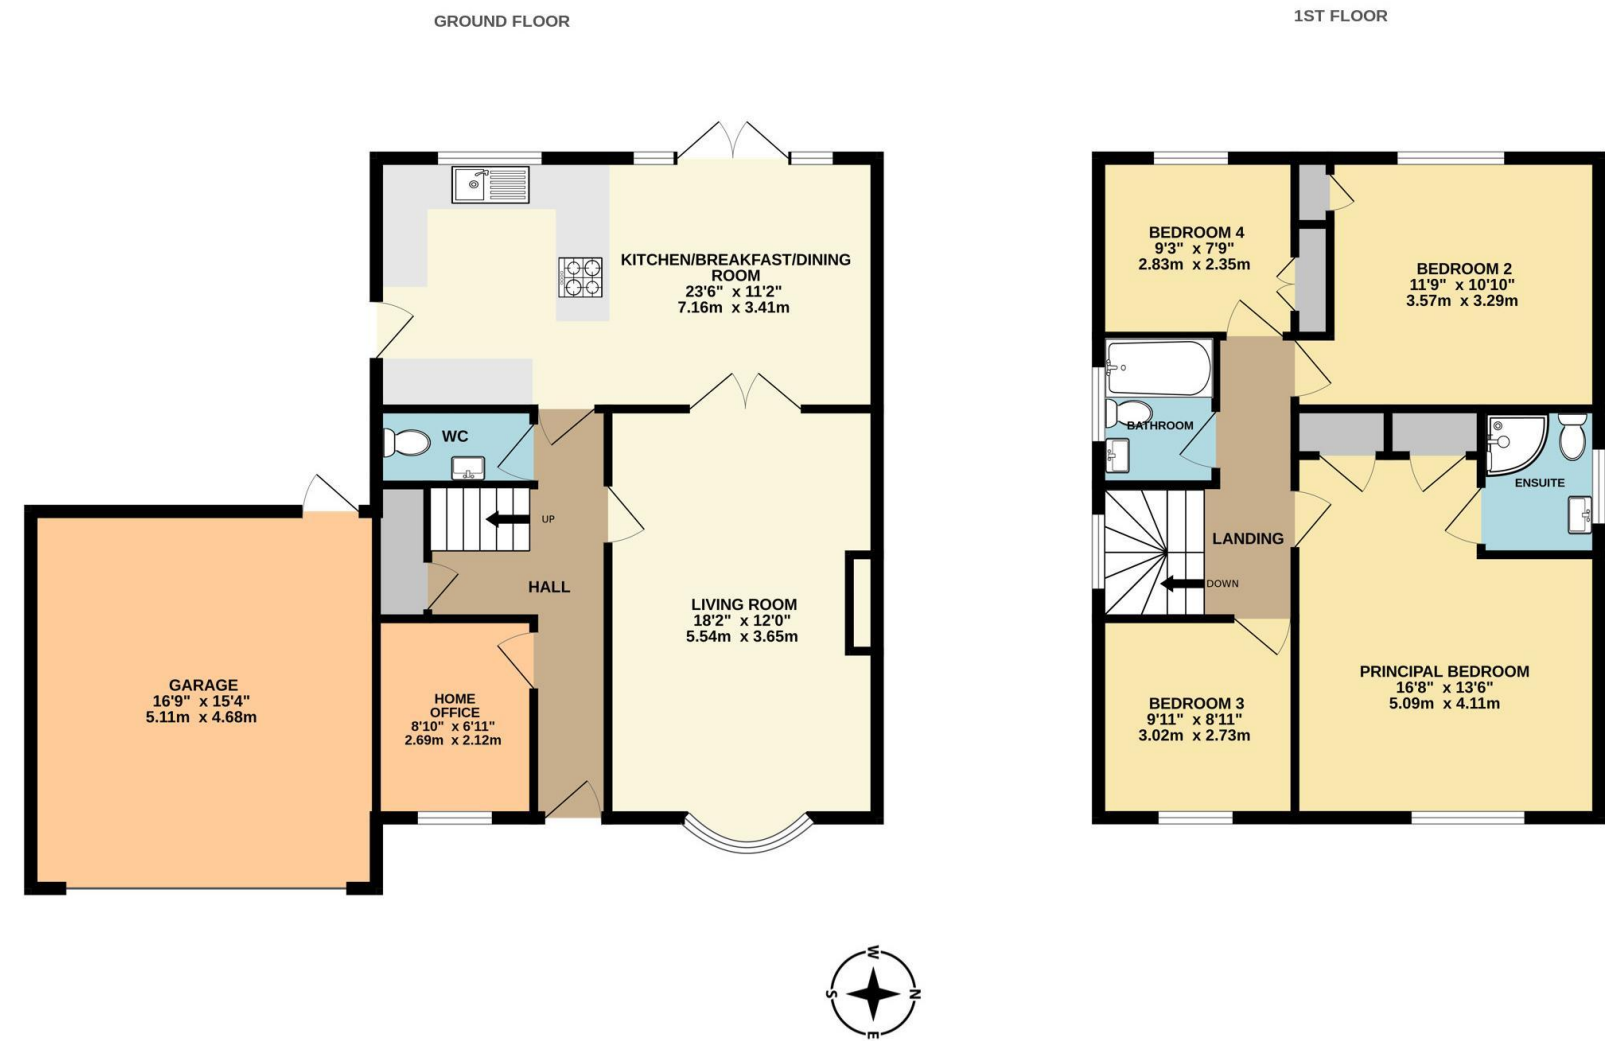 GROUND FLOOR
1ST FLOOR
KITCHEN/BREAKFAST/DINING
ROOM
23'6" x 11'2"
7.16m x 3.41m
WC
UP
HALL
LIVING ROOM
18'2" x 12'0"
5.54m x 3.65m
GARAGE
16'9" x 15'4"
5.11m x 4.68m
HOME
OFFICE
8'10" x 6'11"
2.69m x 2.12m
BEDROOM 4
9'3" x 7'9"
2.83m x 2.35m
BEDROOM 2
11'9" x 10'10"
3.57m x 3.29m
BATHROOM
ENSUITE
LANDING
DOWN
PRINCIPAL BEDROOM
16'8" x 13'6"
5.09m x 4.11m
BEDROOM 3
9'11" x 8'11"
3.02m x 2.73m
W
S
N
E